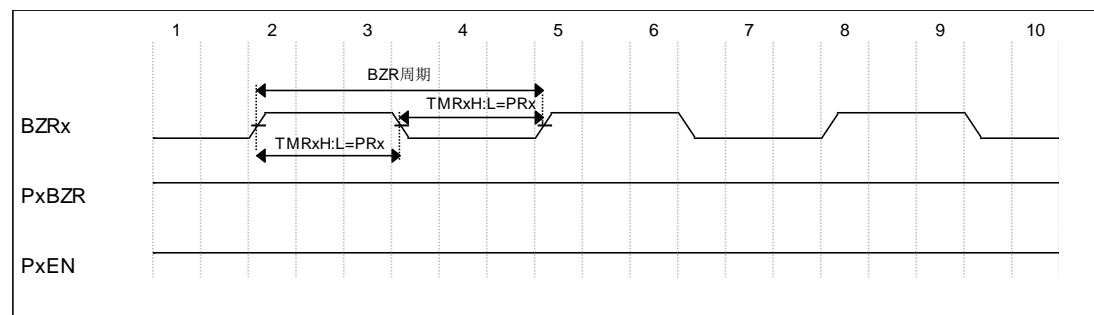 1 2 3 4 5 6 7 8 9 10
BZR周期
TMRxH:L=PRx
BZRx
TMRxH:L=PRx
PxBZR
PxEN